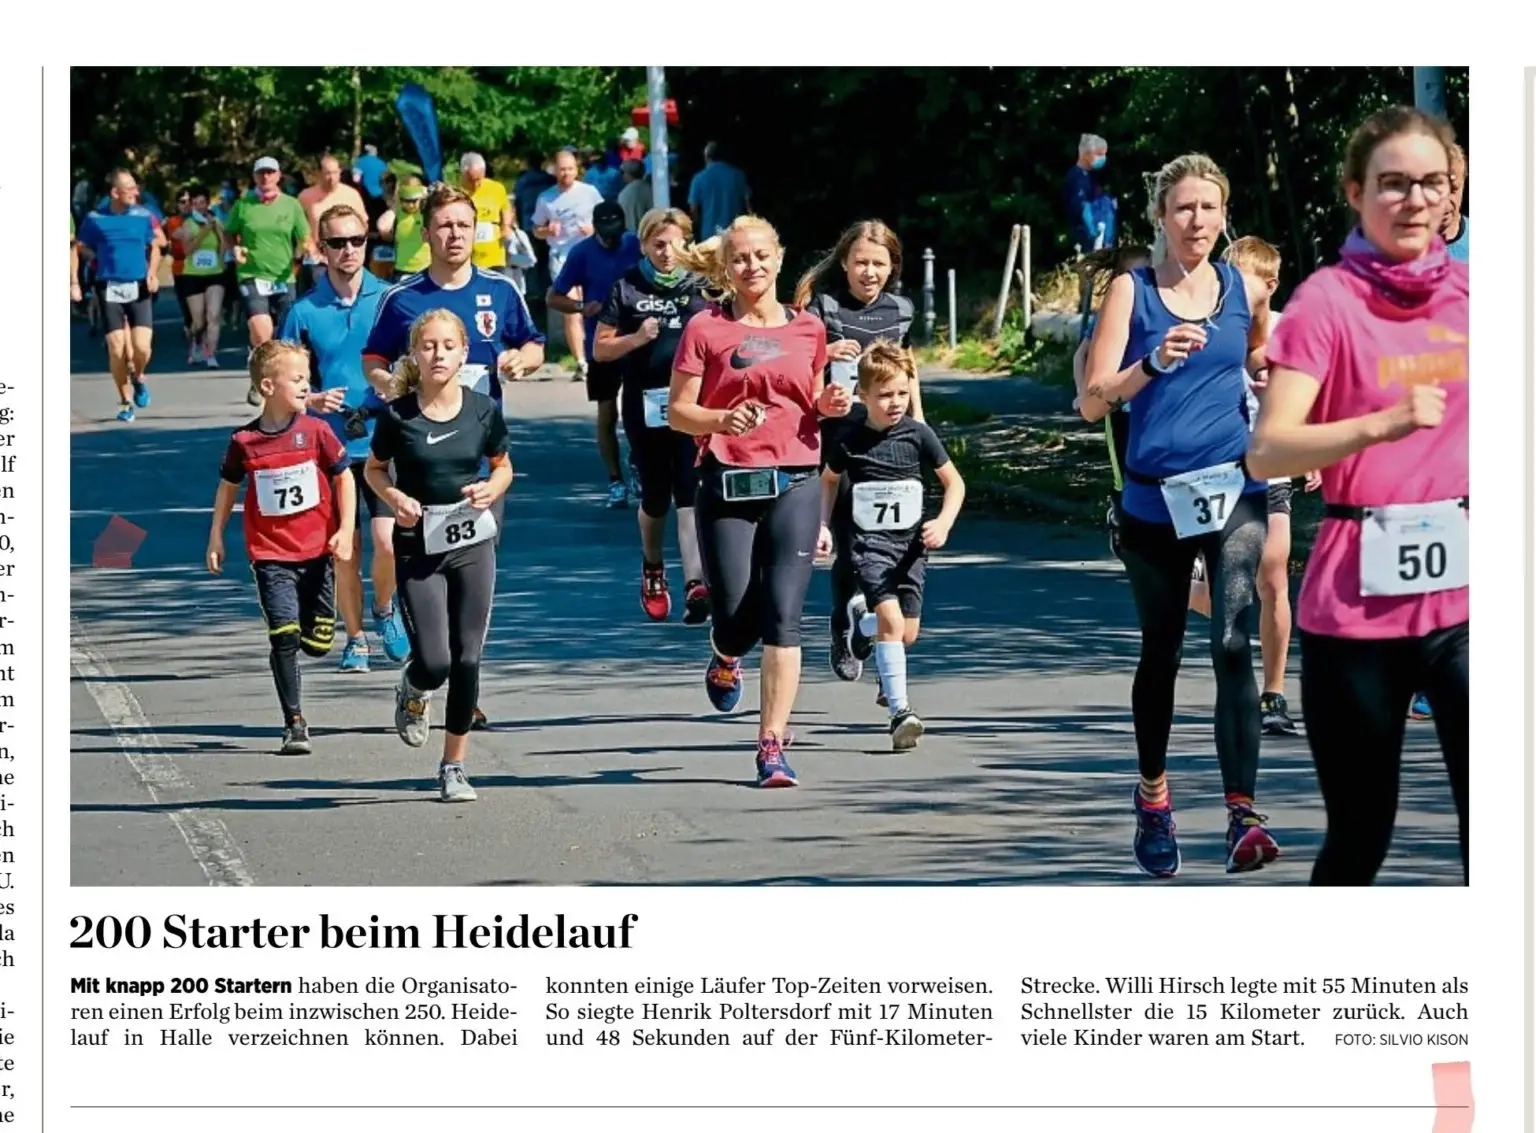 GISA
73
83
71
37
50
200 Starter beim Heidelauf
Mit knapp 200 Startern haben die Organisato-
ren einen Erfolg beim inzwischen 250. Heide-
lauf in Halle verzeichnen können. Dabei
konnten einige Läufer Top-Zeiten vorweisen.
So siegte Henrik Poltersdorf mit 17 Minuten
und 48 Sekunden auf der Fünf-Kilometer-
Strecke. Willi Hirsch legte mit 55 Minuten als
Schnellster die 15 Kilometer zurück. Auch
viele Kinder waren am Start. FOTO: SILVIO KISON